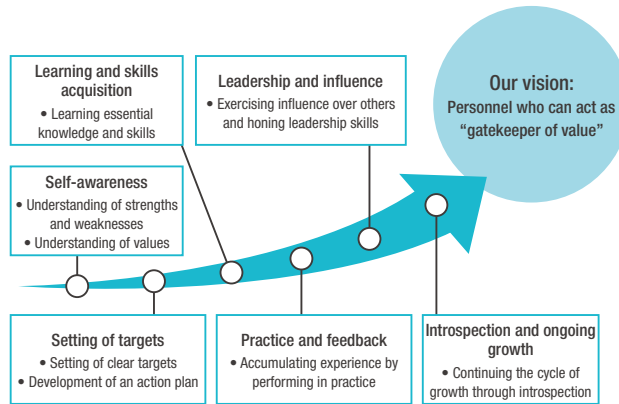 Learning and skills
acquisition
• Learning essential
knowledge and skills
Leadership and influence
• Exercising influence over others
and honing leadership skills
Our vision:
Personnel who can act as
“gatekeeper of value”
Self-awareness
• Understanding of strengths
and weaknesses
• Understanding of values
Setting of targets
• Setting of clear targets
• Development of an action plan
Practice and feedback
• Accumulating experience by
performing in practice
Introspection and ongoing
growth
• Continuing the cycle of
growth through introspection